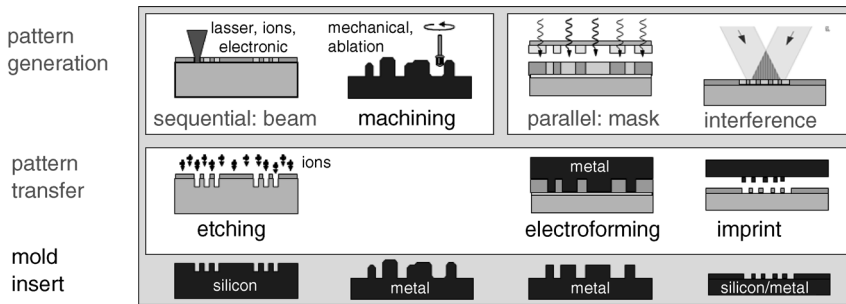 pattern
generation
lasser, ions,
electronic
mechanical,
ablation
sequential: beam
machining
parallel: mask
interference
pattern
transfer
ions
metal
etching
electroforming
imprint
mold
insert
silicon
metal
metal
silicon/metal